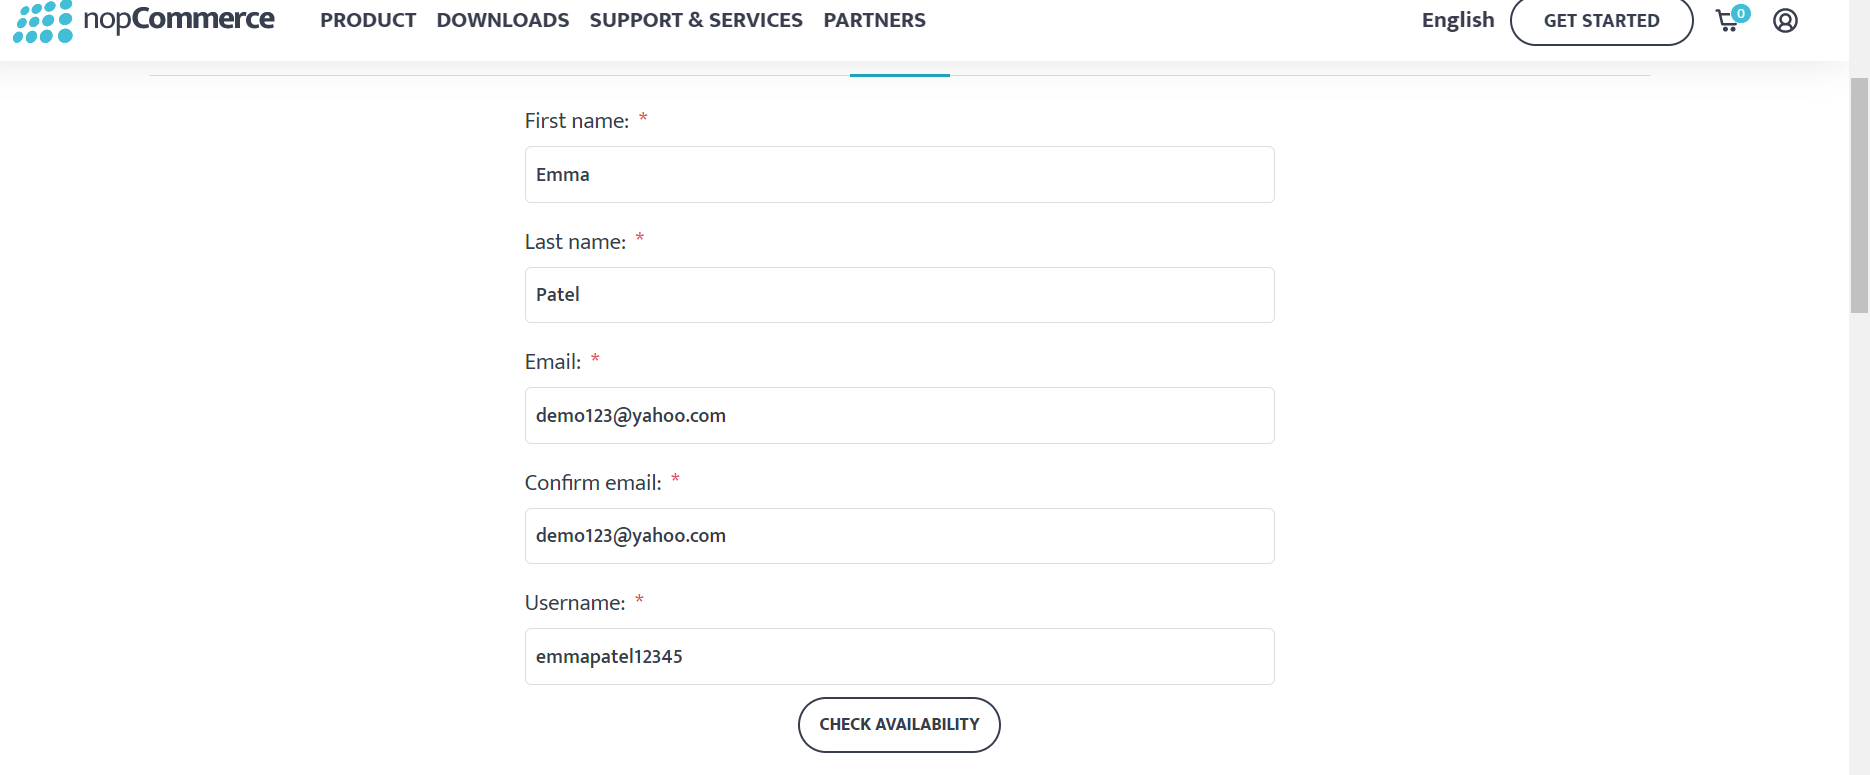 nopCommerce PRODUCT DOWNLOADS SUPPORT & SERVICES PARTNERS English GET STARTED 0
First name: *
Emma
Last name: *
Patel
Email: *
demo123@yahoo.com
Confirm email: *
demo123@yahoo.com
Username: *
emmapatel12345
CHECK AVAILABILITY